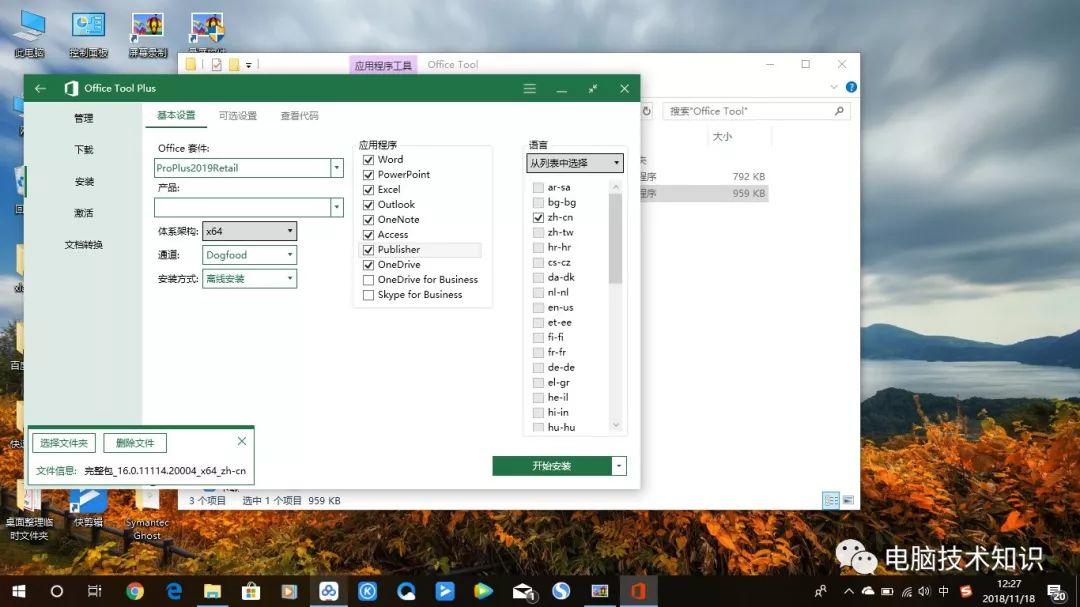 此电脑
控制面板
屏幕录制
应用程序工具
Office Tool
Office Tool Plus
搜索"Office Tool"
大小
程序
792 KB
程序
959 KB
管理
下载
安装
激活
文档转换
基本设置
可选设置
查看代码
Office 套件:
ProPlus2019Retail
产品:
体系架构:
x64
通道:
Dogfood
安装方式:
离线安装
应用程序
Word
PowerPoint
Excel
Outlook
OneNote
Access
Publisher
OneDrive
OneDrive for Business
Skype for Business
语言
从列表中选择
ar-sa
bg-bg
zh-cn
zh-tw
hr-hr
cs-cz
da-dk
nl-nl
en-us
et-ee
fi-fi
fr-fr
de-de
el-gr
he-il
hi-in
hu-hu
开始安装
选择文件夹
删除文件
文件信息:
完整包_16.0.11114.20004_x64_zh-cn
3 个项目
选中 1 个项目
959 KB
桌面整理临
时文件夹
快剪辑
Symantec
Ghost
电脑技术知识
中
12:27
2018/11/18
20
1